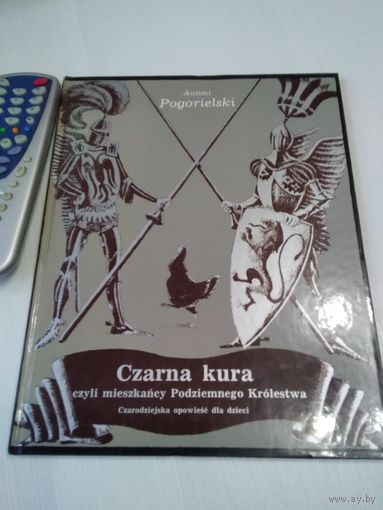 Antoni
Pogorielski
Czarna kura
czyli mieszkańcy Podziemnego Królestwa
Czarodziejska opowieść dla dzieci
www.ay.by